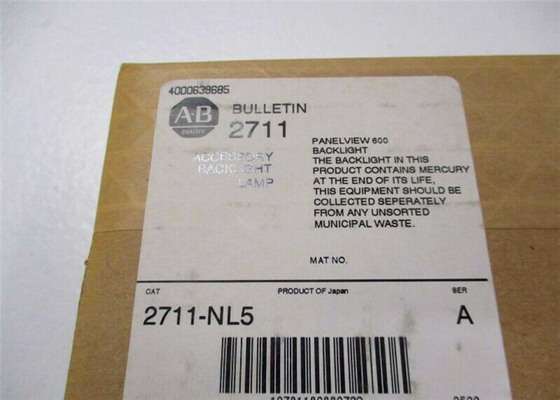 4000639685
A-B
QUALITY
BULLETIN
2711
ACCESSORY
BACKLIGHT
LAMP
PANELVIEW 600
BACKLIGHT
THE BACKLIGHT IN THIS
PRODUCT CONTAINS MERCURY
AT THE END OF ITS LIFE,
THIS EQUIPMENT SHOULD BE
COLLECTED SEPERATELY
FROM ANY UNSORTED
MUNICIPAL WASTE.
MAT NO.
CAT
PRODUCT OF Japan
SER
2711-NL5
A